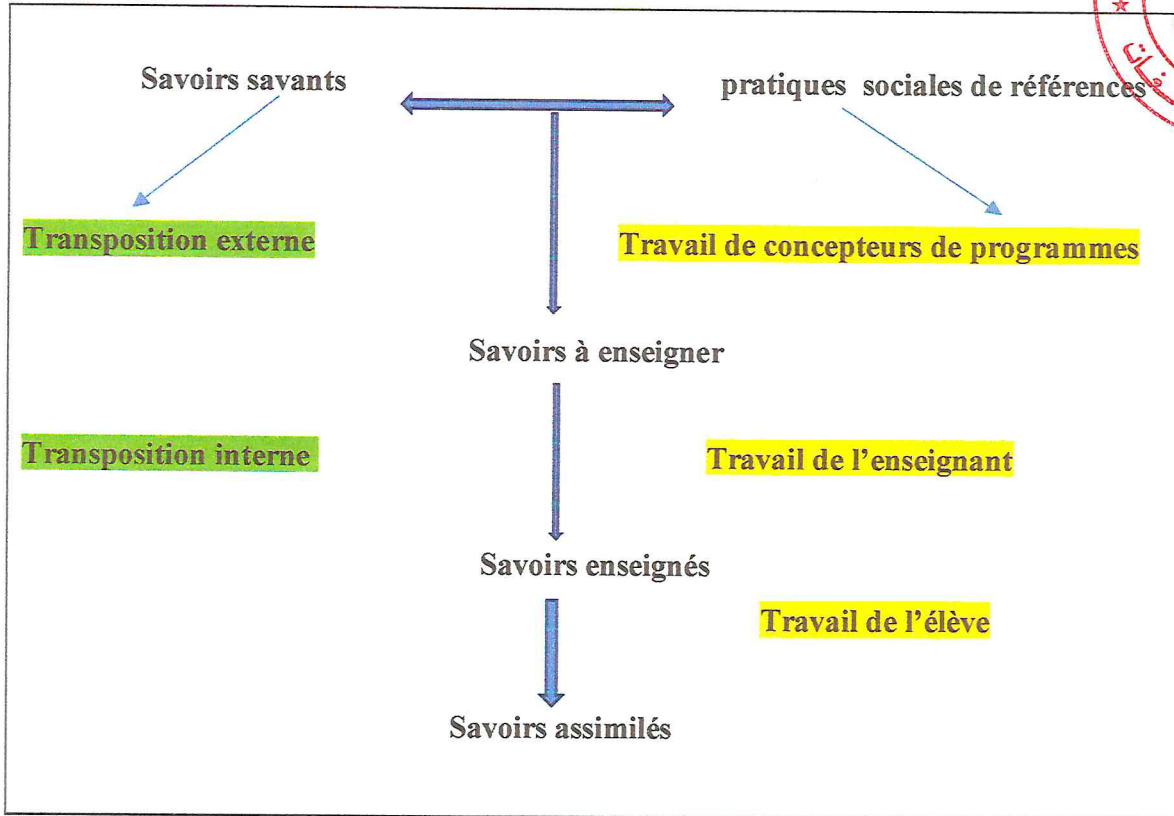 Savoirs savants
pratiques sociales de références
Transposition externe
Travail de concepteurs de programmes
Savoirs à enseigner
Transposition interne
Travail de l'enseignant
Savoirs enseignés
Travail de l'élève
Savoirs assimilés